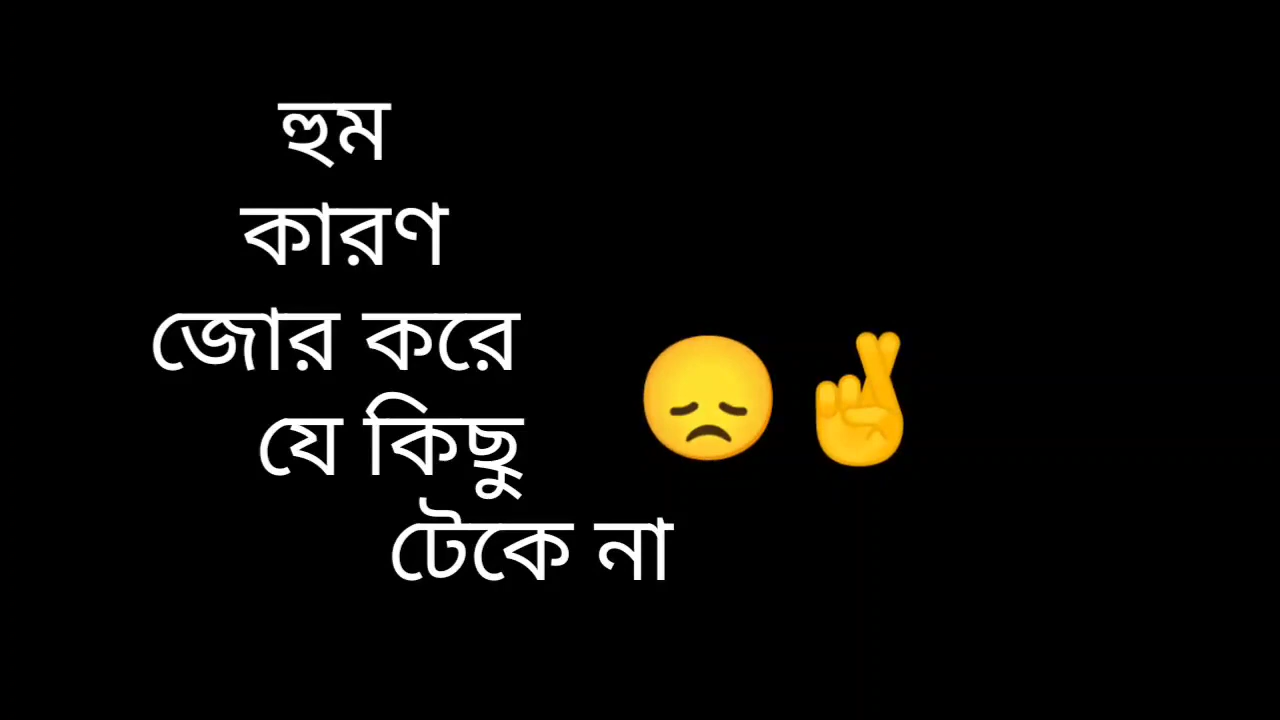 হুম
কারণ
জোর করে
যে কিছু 😞🤞
টেকে না